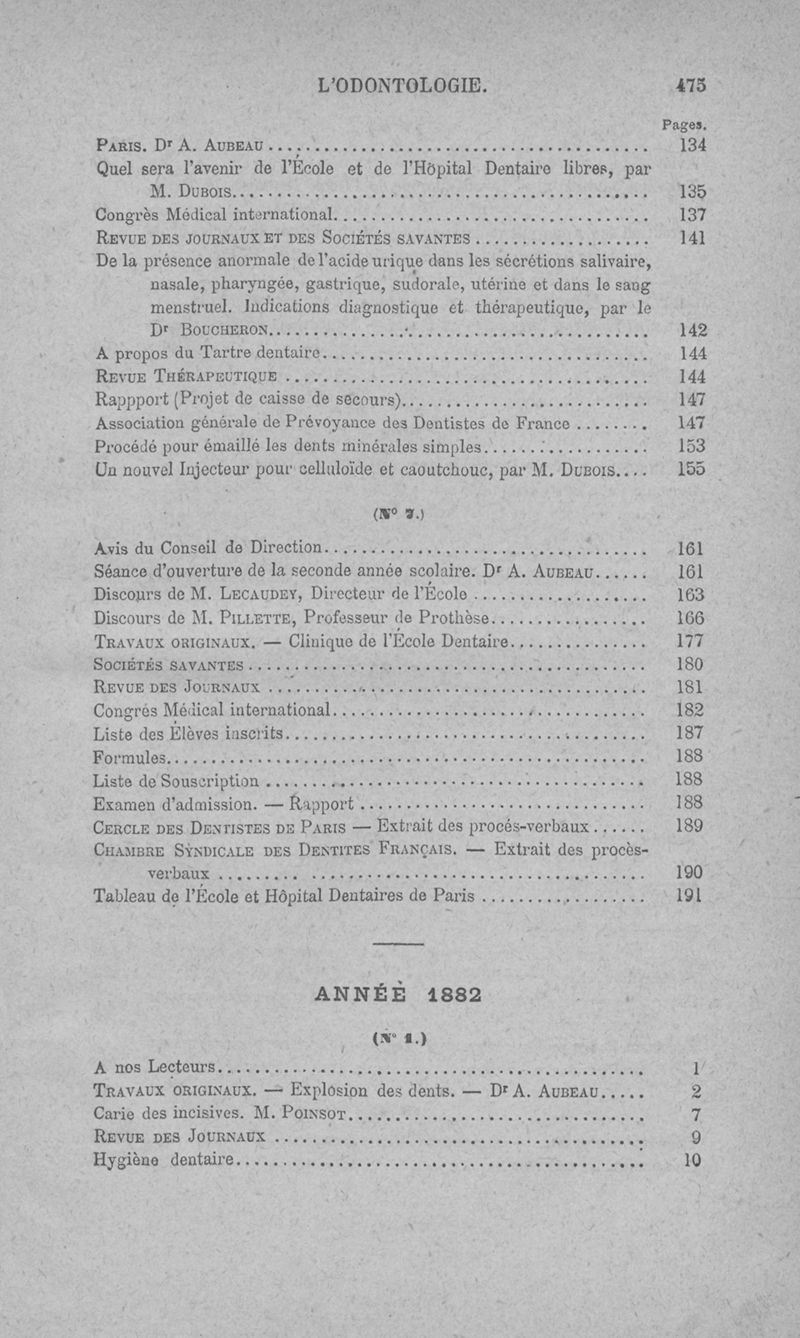 L'ODONTOLOGIE. 475
Pages.
PARIS. Dr A. AUBEAU ........................................ 134
Quel sera l'avenir de l'École et de l'Hôpital Dentaire libres, par
M. DUBOIS........................................ 135
Congrès Médical international........................................ 137
REVUE DES JOURNAUX ET DES SOCIÉTÉS SAVANTES ................... 141
De la présence anormale de l'acide urique dans les sécrétions salivaire,
nasale, pharyngée, gastrique, sudorale, utérine et dans le sang
menstruel. Indications diagnostique et thérapeutique, par le
Dr BOUCHERON........................................ 142
A propos du Tartre dentaire........................................ 144
REVUE THÉRAPEUTIQUE ........................................ 144
Rappport (Projet de caisse de secours)........................... 147
Association générale de Prévoyance des Dentistes de France ........ 147
Procédé pour émaillé les dents minérales simples.................. 153
Un nouvel Injecteur pour celluloïde et caoutchouc, par M. DUBOIS.... 155
(N° 7.)
Avis du Conseil de Direction................................... 161
Séance d'ouverture de la seconde année scolaire. Dr A. AUBEAU...... 161
Discours de M. LECAUDEY, Directeur de l'École ................... 163
Discours de M. PILLETTE, Professeur de Prothèse................. 166
TRAVAUX ORIGINAUX. — Clinique de l'École Dentaire............... 177
SOCIÉTÉS SAVANTES ........................................ 180
REVUE DES JOURNAUX ........................................ 181
Congrès Médical international.................................. 182
Liste des Élèves inscrits........................................ 187
Formules........................................ 188
Liste de Souscription ........................................ 188
Examen d'admission. — Rapport ............................... 188
CERCLE DES DENTISTES DE PARIS — Extrait des procés-verbaux ...... 189
CHAMBRE SYNDICALE DES DENTITES FRANÇAIS. — Extrait des procès-
verbaux ........................................ 190
Tableau de l'École et Hôpital Dentaires de Paris .................. 191
ANNÉE 1882
(N° 1.)
A nos Lecteurs........................................ 1
TRAVAUX ORIGINAUX. — Explosion des dents. — Dr A. AUBEAU..... 2
Carie des incisives. M. POINSOT................................ 7
REVUE DES JOURNAUX ........................................ 9
Hygiène dentaire........................................ 10